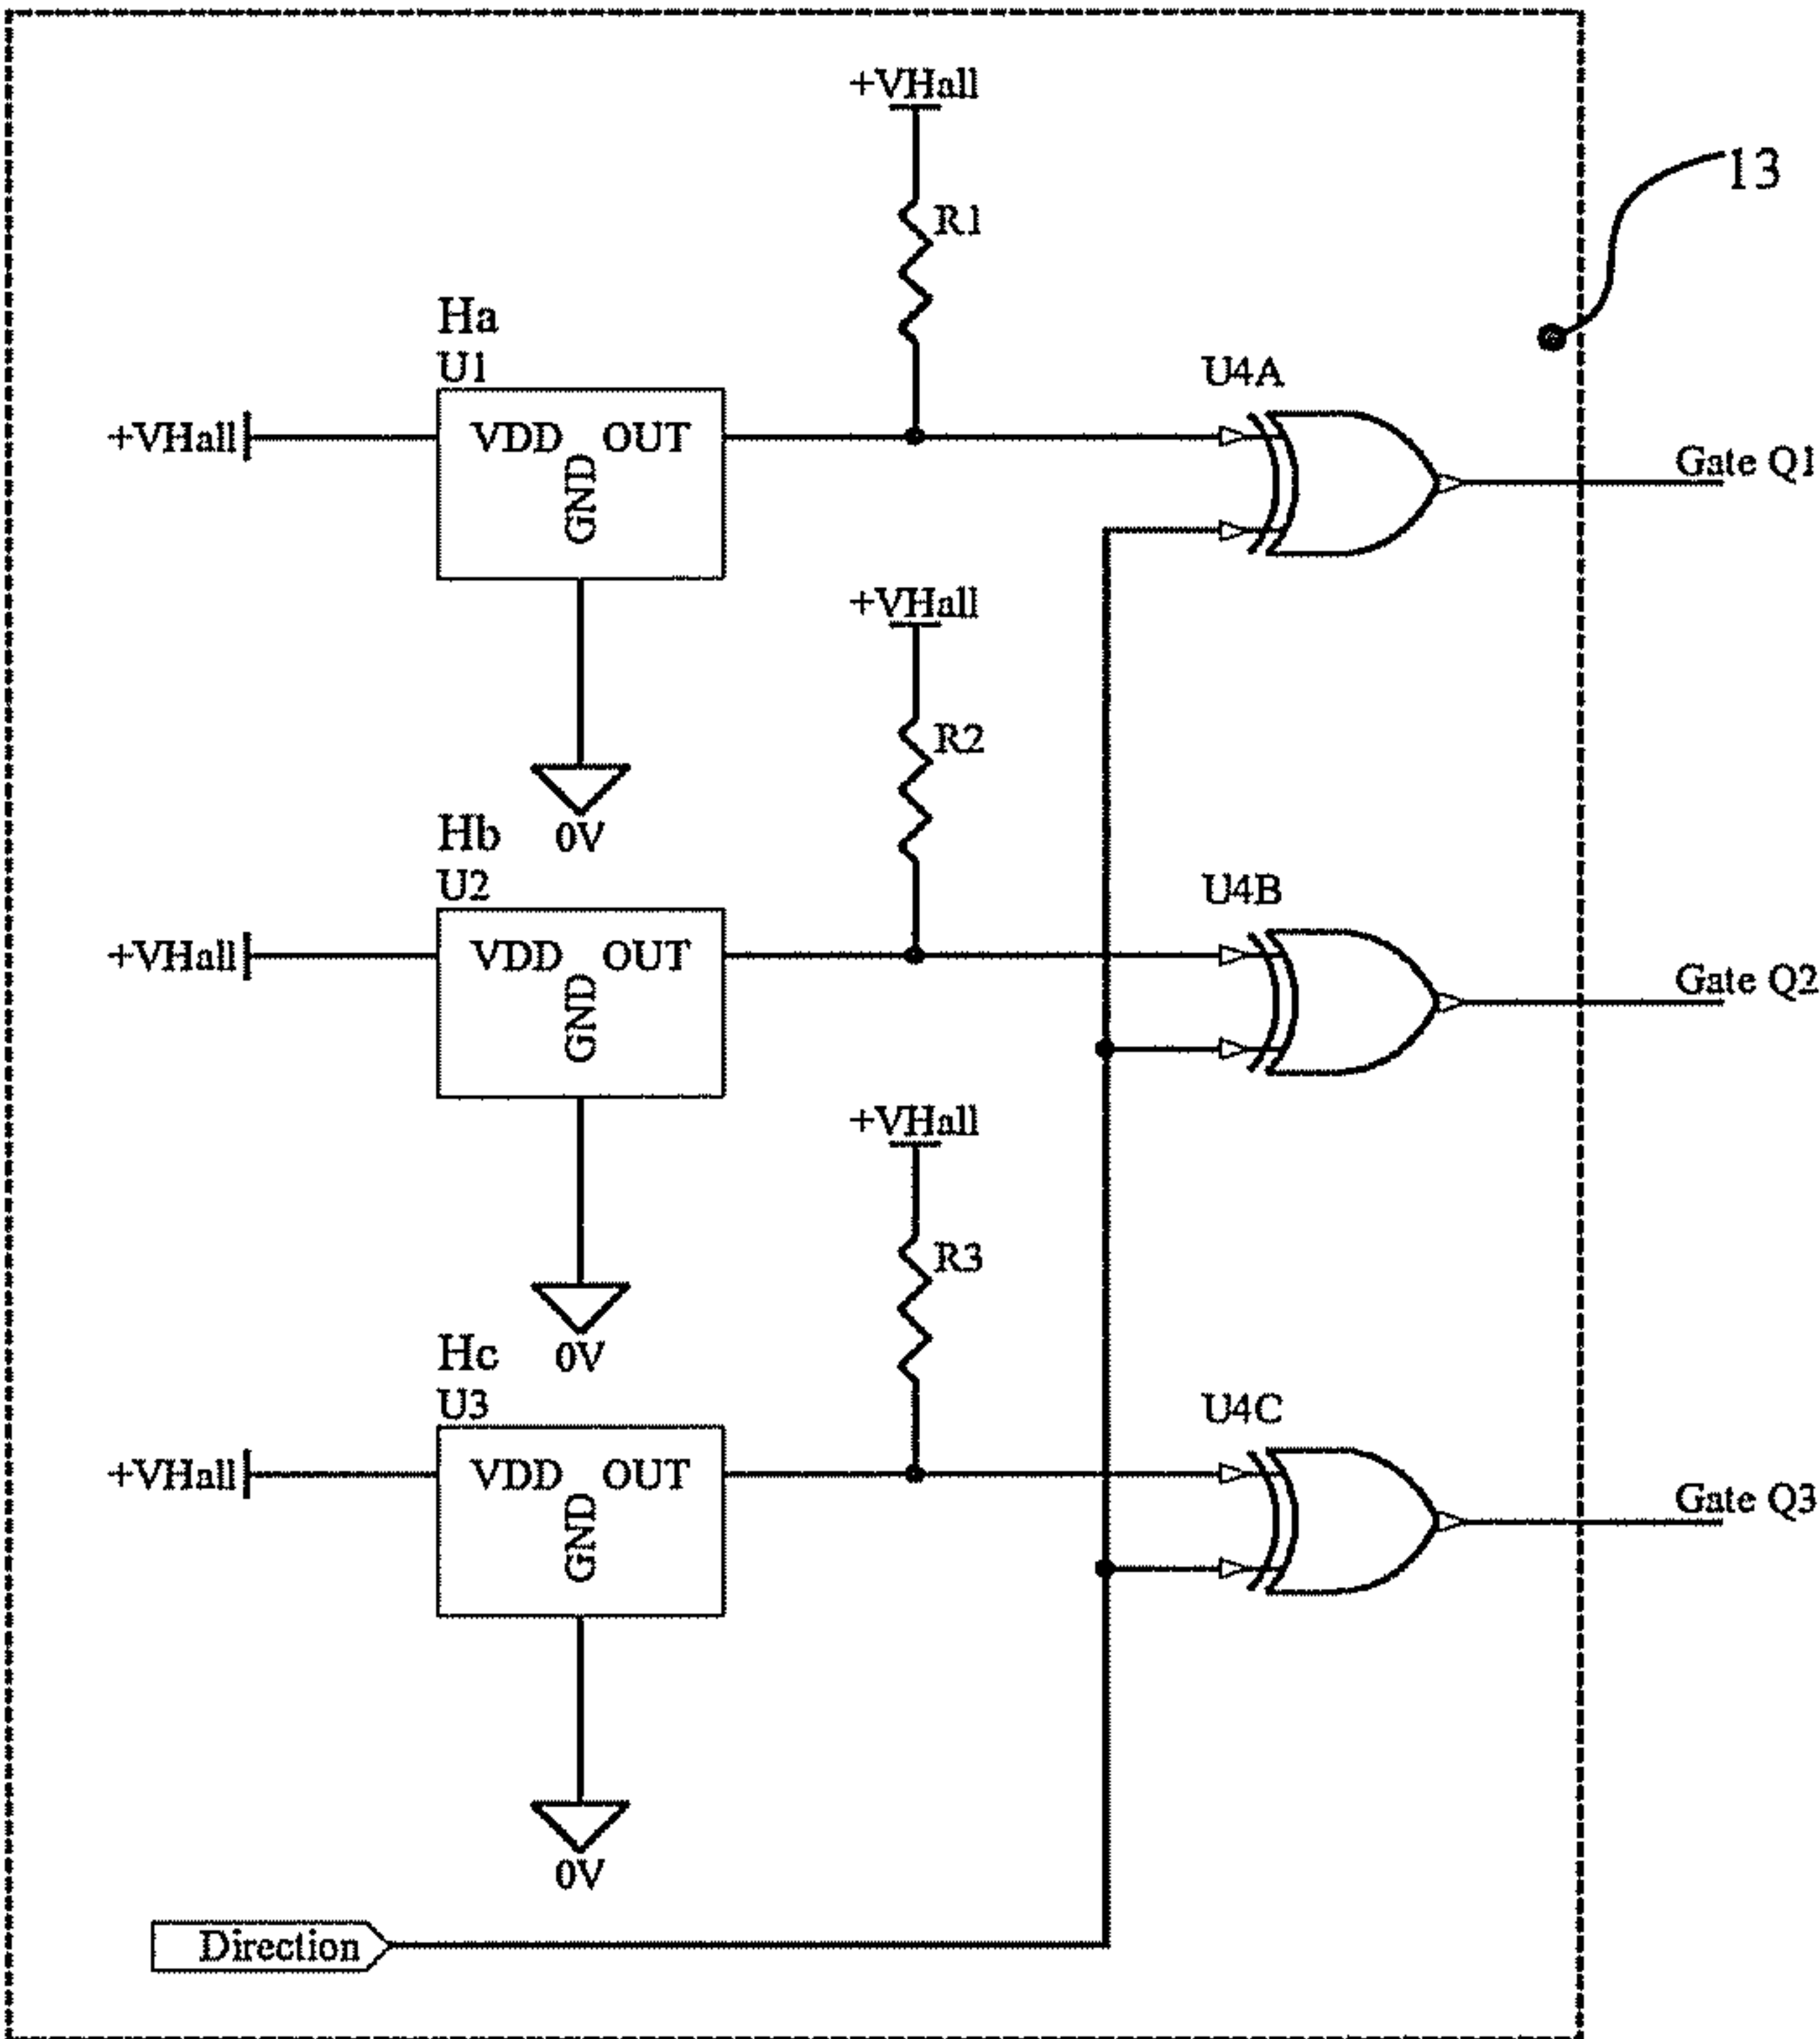 +VHall
13
R1
Ha
U1
U4A
+VHall
VDD OUT
GND
Gate Q1
0V
+VHall
R2
Hb
U2
U4B
+VHall
VDD OUT
GND
Gate Q2
0V
+VHall
R3
Hc
U3
U4C
+VHall
VDD OUT
GND
Gate Q3
0V
Direction